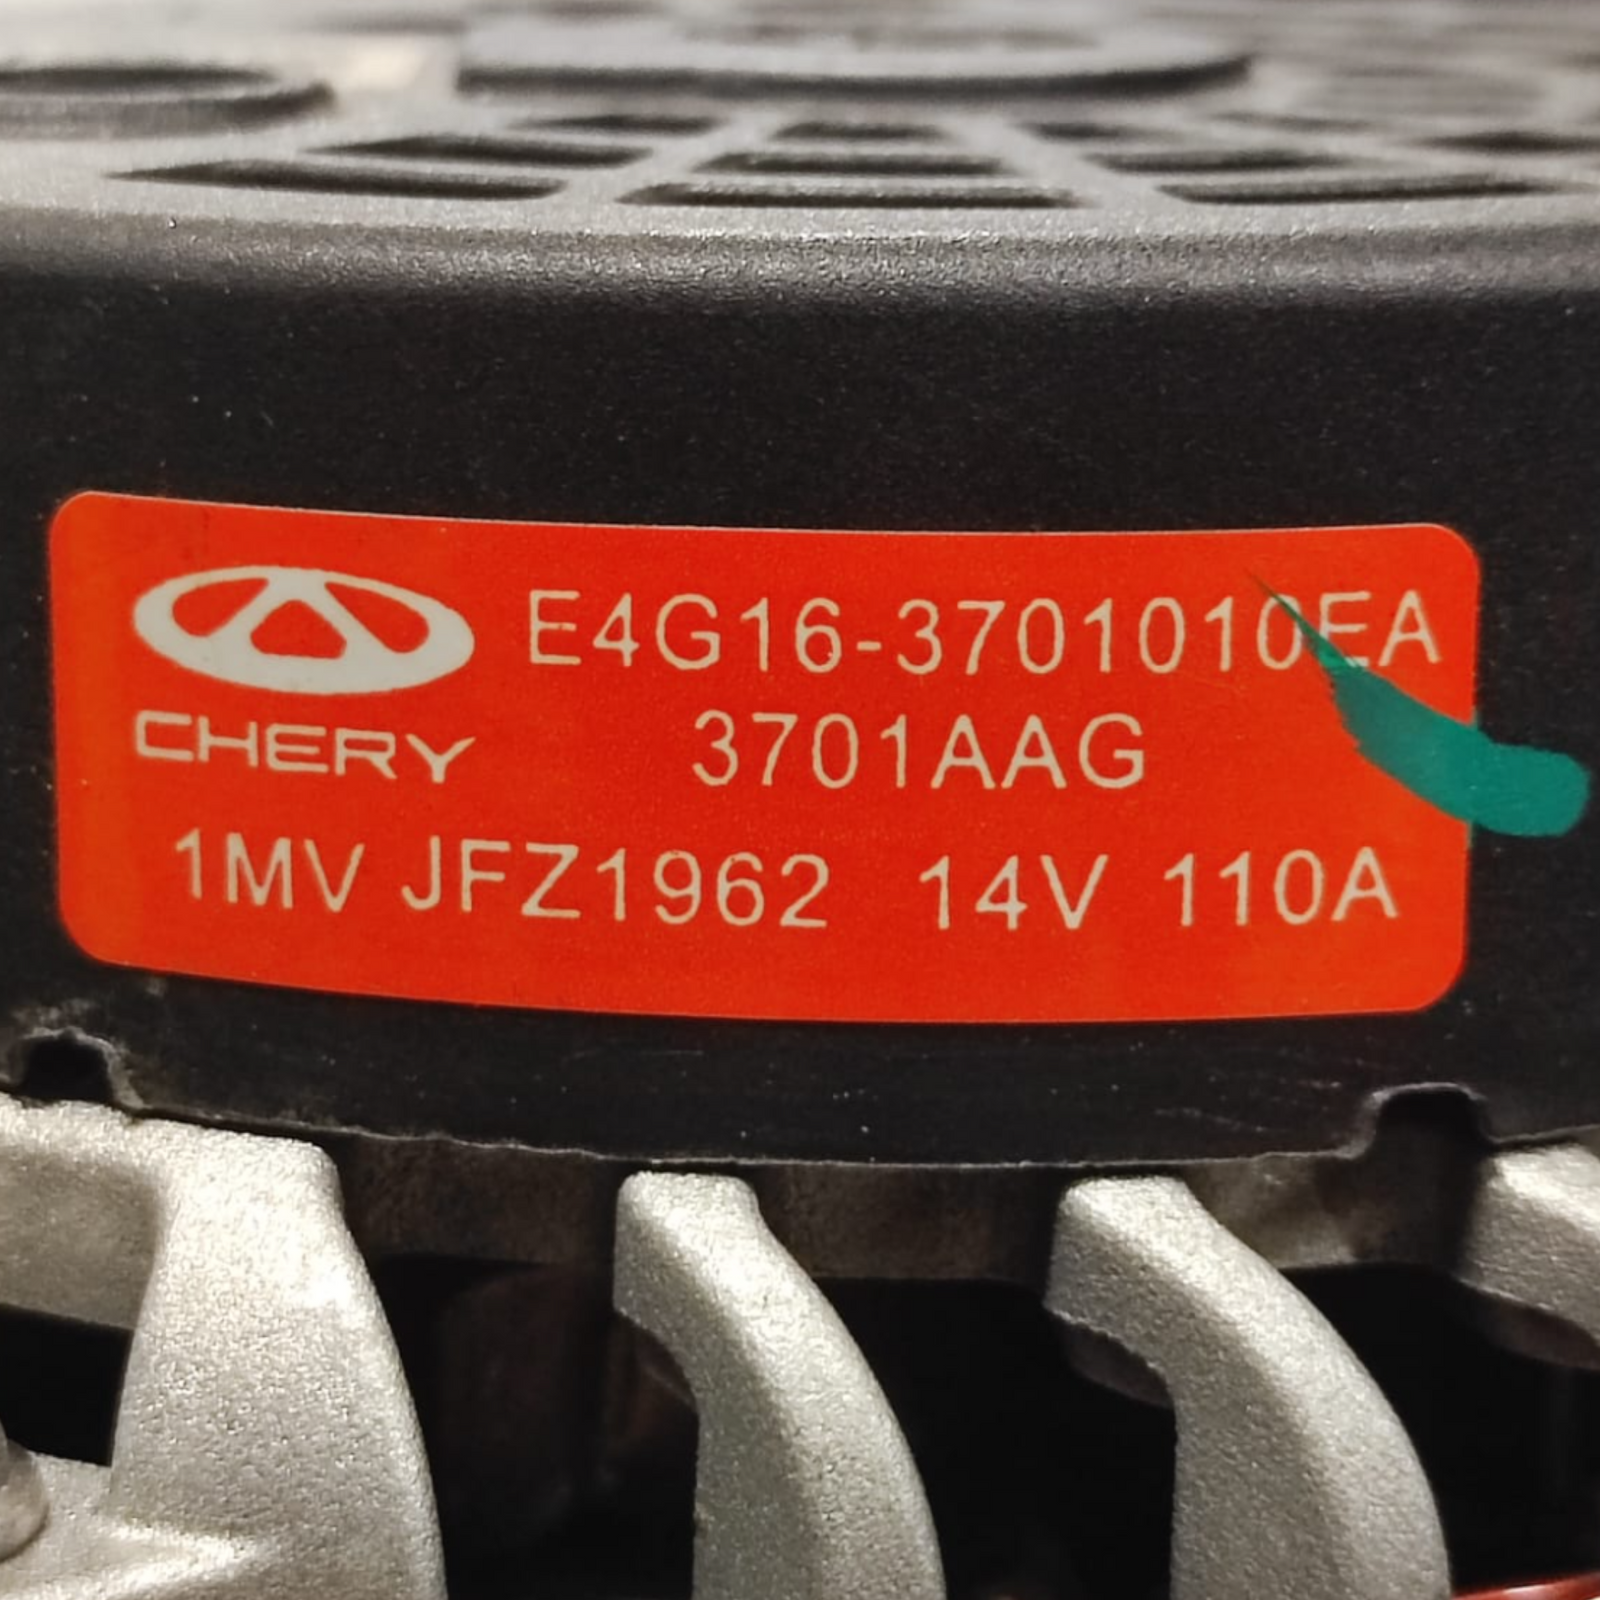 E4G16-3701010EA
CHERY 3701AAG
1MV JFZ1962 14V 110A